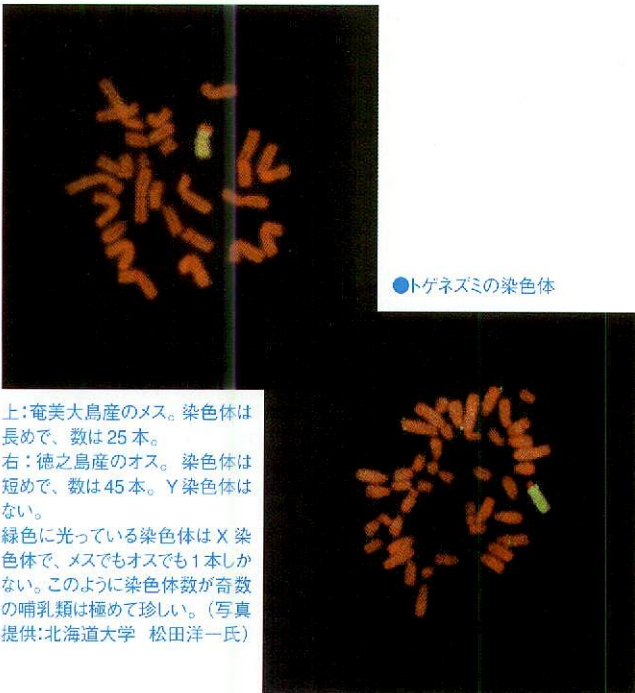 ●トゲネズミの染色体
上:奄美大島産のメス。染色体は
長めで、数は25本。
右:徳之島産のオス。染色体は
短めで、数は45本。Y染色体は
ない。
緑色に光っている染色体はX染
色体で、メスでもオスでも1本しか
ない。このように染色体数が奇数
の哺乳類は極めて珍しい。(写真
提供:北海道大学 松田洋一氏)